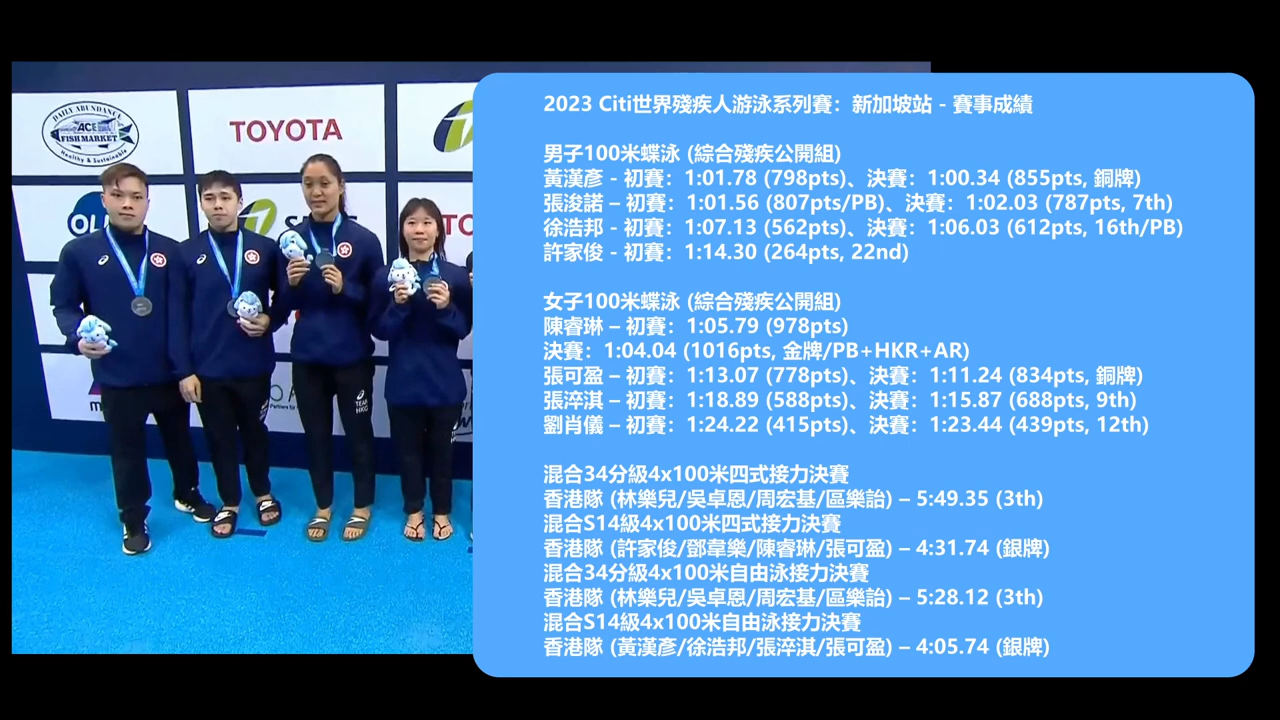 DAILY ABUNDANCE
ACE
FISH MARKET
Healthy & Sustainable
TOYOTA
TEAM
HKG
2023 Citi世界殘疾人游泳系列賽：新加坡站 - 賽事成績
男子100米蝶泳 (綜合殘疾公開組)
黃漢彥 - 初賽：1:01.78 (798pts)、決賽：1:00.34 (855pts, 銅牌)
張浚諾 – 初賽：1:01.56 (807pts/PB)、決賽：1:02.03 (787pts, 7th)
徐浩邦 - 初賽：1:07.13 (562pts)、決賽：1:06.03 (612pts, 16th/PB)
許家俊 - 初賽：1:14.30 (264pts, 22nd)
女子100米蝶泳 (綜合殘疾公開組)
陳睿琳 – 初賽：1:05.79 (978pts)
決賽：1:04.04 (1016pts, 金牌/PB+HKR+AR)
張可盈 – 初賽：1:13.07 (778pts)、決賽：1:11.24 (834pts, 銅牌)
張淬淇 – 初賽：1:18.89 (588pts)、決賽：1:15.87 (688pts, 9th)
劉肖儀 – 初賽：1:24.22 (415pts)、決賽：1:23.44 (439pts, 12th)
混合34分級4x100米四式接力決賽
香港隊 (林樂兒/吳卓恩/周宏基/區樂詒) – 5:49.35 (3th)
混合S14級4x100米四式接力決賽
香港隊 (許家俊/鄧韋樂/陳睿琳/張可盈) – 4:31.74 (銀牌)
混合34分級4x100米自由泳接力決賽
香港隊 (林樂兒/吳卓恩/周宏基/區樂詒) – 5:28.12 (3th)
混合S14級4x100米自由泳接力決賽
香港隊 (黃漢彥/徐浩邦/張淬淇/張可盈) – 4:05.74 (銀牌)